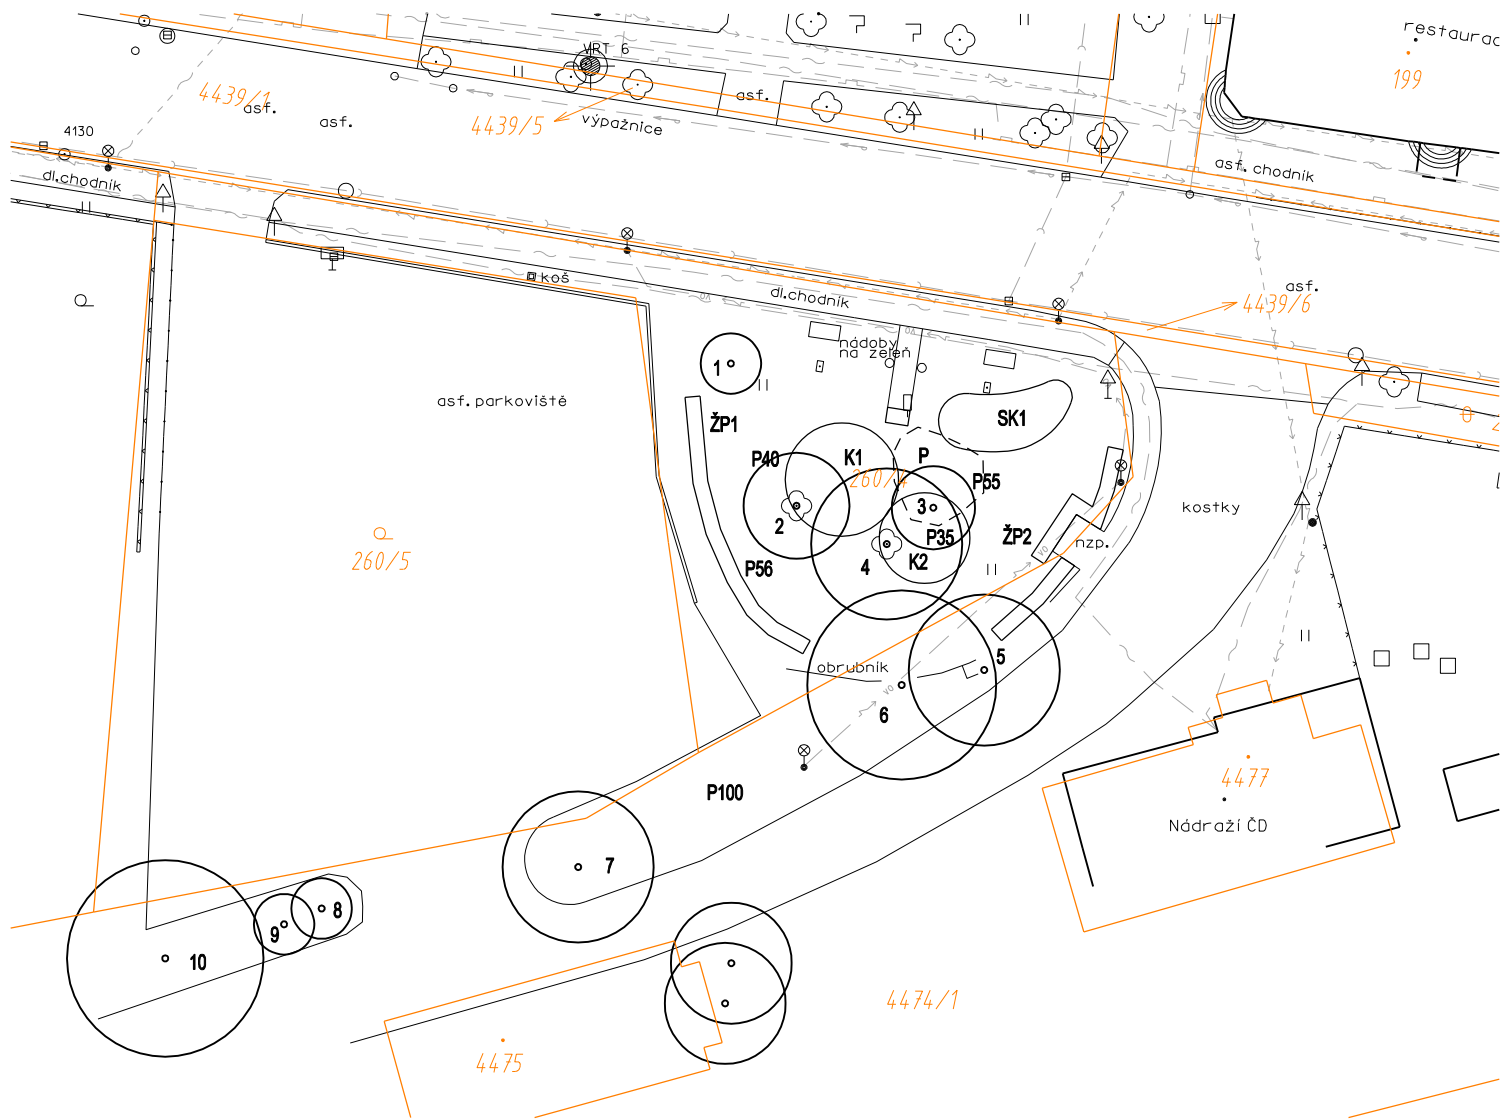 restaurac
VRT 6
199
4439/1
asf.
asf.
asf.
4439/5
výpažnice
4130
asf. chodník
dl.chodník
koš
dl.chodník
asf.
4439/6
nádoby
na zeleň
1
asf. parkoviště
ŽP1
SK1
P40
K1
P
260/4
P55
kostky
2
3
P35
ŽP2
nzp.
VO
260/5
P56
4
K2
obrubník
5
VO
6
4477
P100
Nádraží ČD
7
8
9
10
4474/1
4475